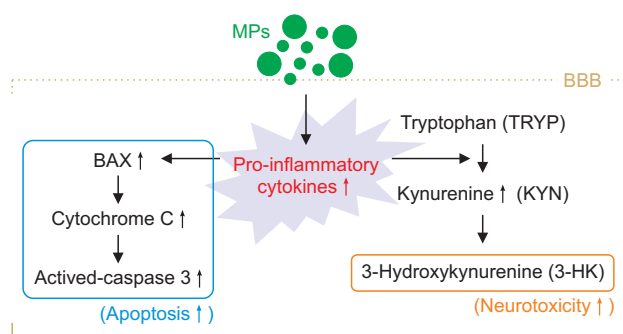 MPs
BBB
Tryptophan (TRYP)
BAX ↑
Pro-inflammatory
cytokines ↑
Kynurenine ↑ (KYN)
Cytochrome C ↑
Actived-caspase 3 ↑
3-Hydroxykynurenine (3-HK)
(Apoptosis ↑ )
(Neurotoxicity ↑ )